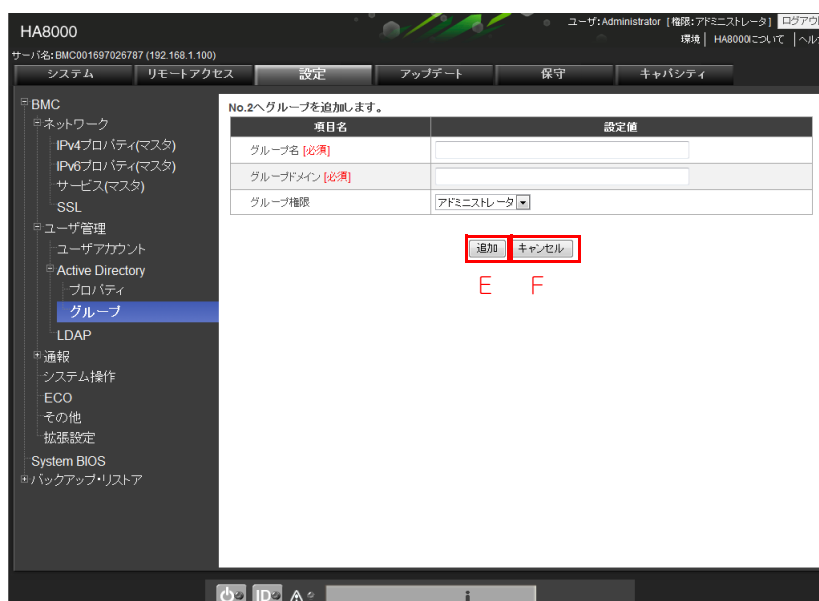 HA8000
ユーザ:Administrator [権限:アドミニストレータ] ログアウ
環境 | HA8000について | ヘル
サーバ名:BMC001697026787 (192.168.1.100)
システム リモートアクセス 設定 アップデート 保守 キャパシティ
BMC
ネットワーク
IPv4プロパティ(マスタ)
IPv6プロパティ(マスタ)
サービス(マスタ)
SSL
ユーザ管理
ユーザアカウント
Active Directory
プロパティ
グループ
LDAP
通報
システム操作
ECO
その他
拡張設定
System BIOS
バックアップ・リストア
No.2へグループを追加します。
項目名 設定値
グループ名 [必須]
グループドメイン [必須]
グループ権限 アドミニストレータ
追加 キャンセル
E F
ID